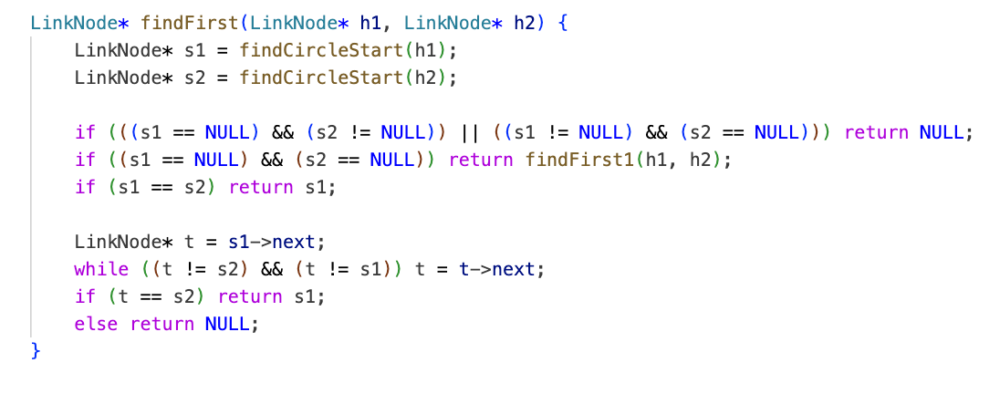 LinkNode* findFirst(LinkNode* h1, LinkNode* h2) {
    LinkNode* s1 = findCircleStart(h1);
    LinkNode* s2 = findCircleStart(h2);

    if (((s1 == NULL) && (s2 != NULL)) || ((s1 != NULL) && (s2 == NULL))) return NULL;
    if ((s1 == NULL) && (s2 == NULL)) return findFirst1(h1, h2);
    if (s1 == s2) return s1;

    LinkNode* t = s1->next;
    while ((t != s2) && (t != s1)) t = t->next;
    if (t == s2) return s1;
    else return NULL;
}